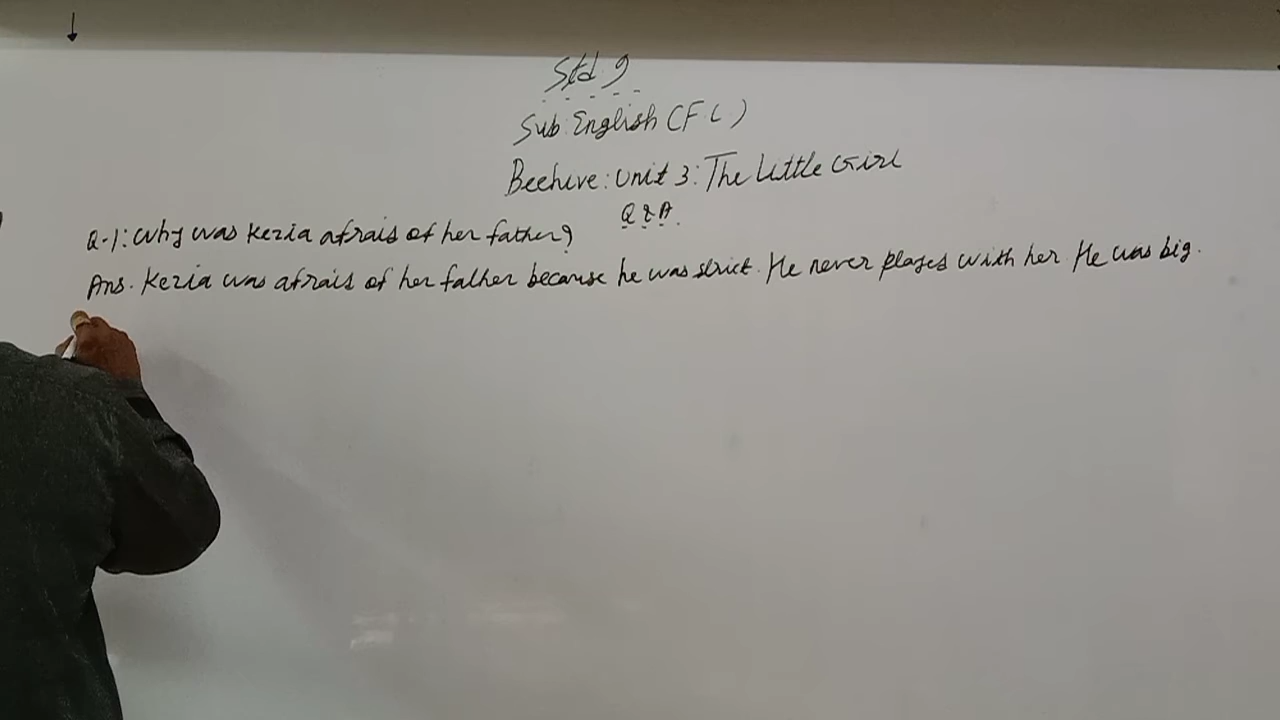 Std 9
Sub: English (F L)
Beehive: Unit 3: The Little Girl
Q & A.
Q-1: Why was Kezia afraid of her father?
Ans. Kezia was afraid of her father because he was strict. He never played with her. He was big.